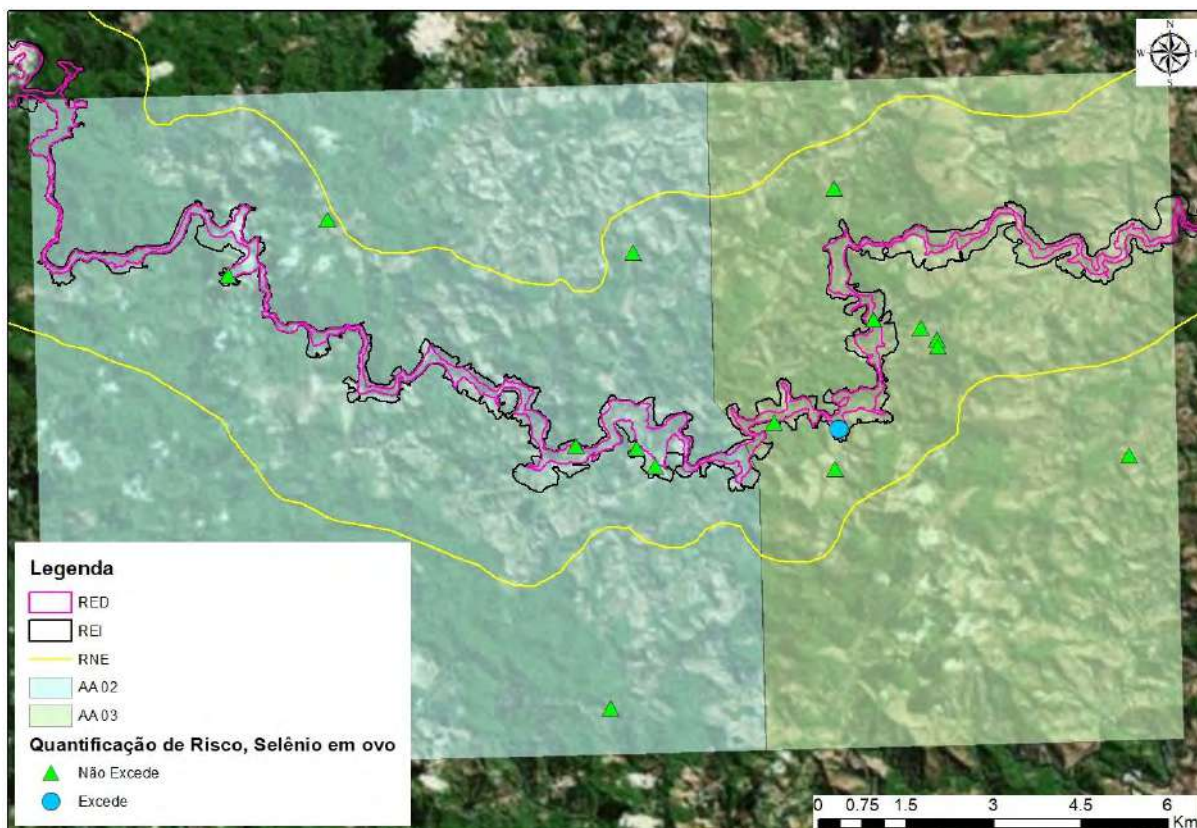 N
W
S
Legenda
RED
REI
RNE
AA 02
AA 03
Quantificação de Risco, Selênio em ovo
Não Excede
Excede
0 0.75 1.5 3 4.5 6
Km